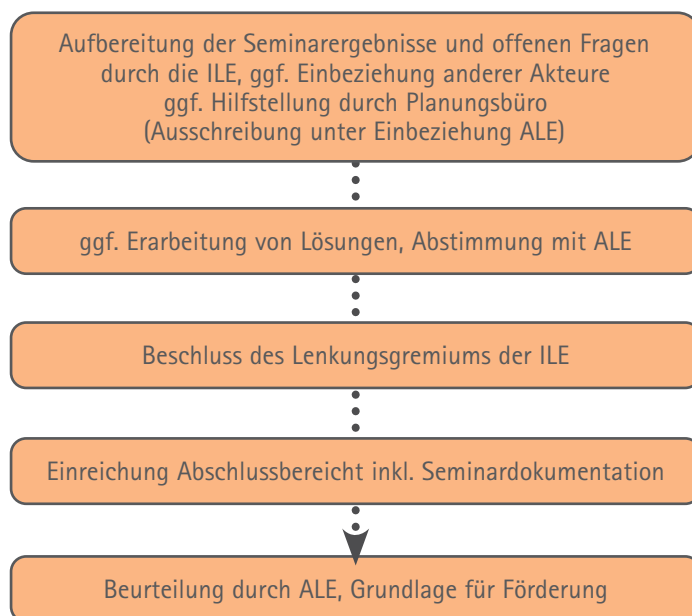 Aufbereitung der Seminarergebnisse und offenen Fragen
durch die ILE, ggf. Einbeziehung anderer Akteure
ggf. Hilfstellung durch Planungsbüro
(Ausschreibung unter Einbeziehung ALE)
ggf. Erarbeitung von Lösungen, Abstimmung mit ALE
Beschluss des Lenkungsgremiums der ILE
Einreichung Abschlussbereicht inkl. Seminardokumentation
Beurteilung durch ALE, Grundlage für Förderung